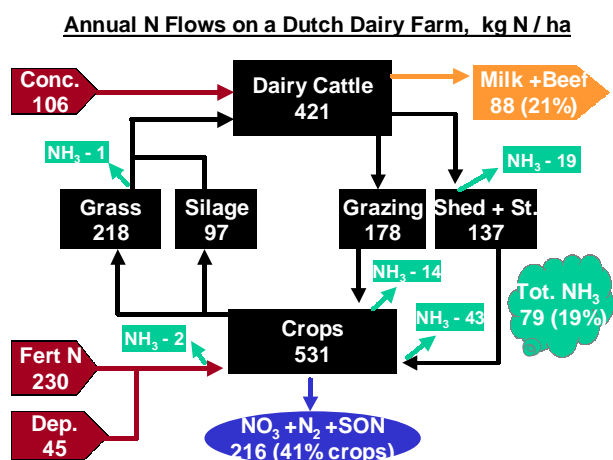 Annual N Flows on a Dutch Dairy Farm, kg N / ha
Conc.
106
Dairy Cattle
421
Milk +Beef
88 (21%)
NH₃ - 1
NH₃ - 19
Grass
218
Silage
97
Grazing
178
Shed + St.
137
NH₃ - 14
Tot. NH₃
79 (19%)
NH₃ - 43
NH₃ - 2
Crops
531
Fert N
230
Dep.
45
NO₃ +N₂ +SON
216 (41% crops)